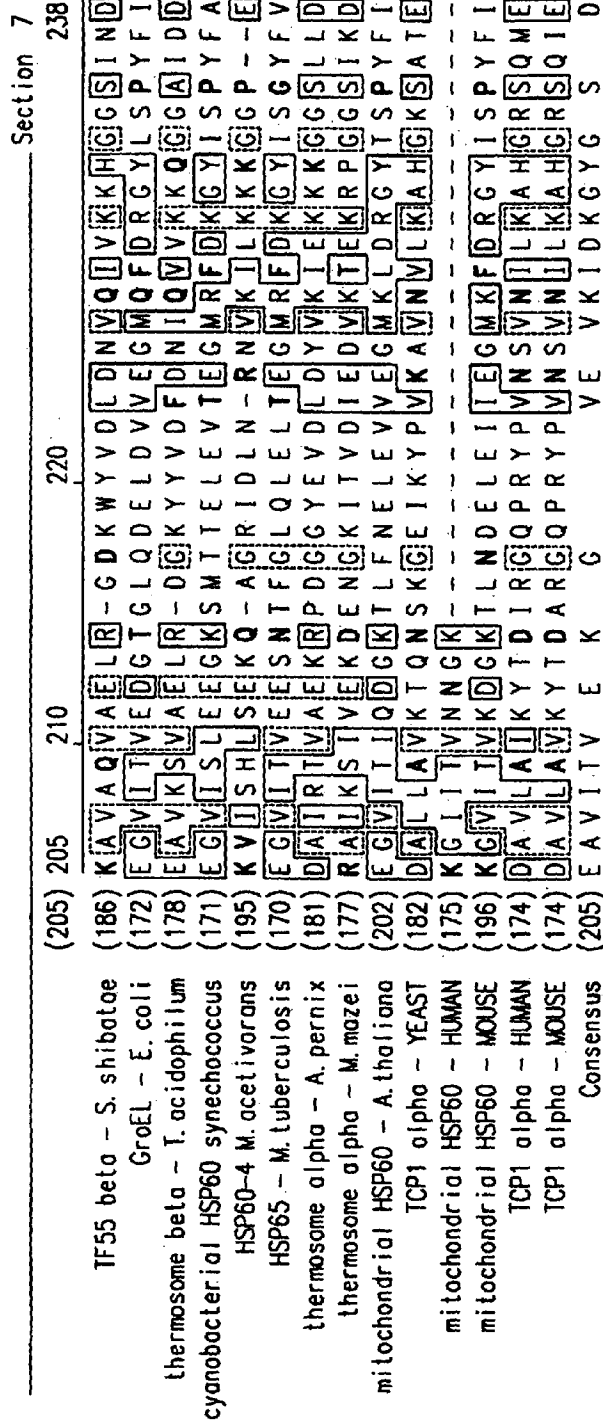 Section 7
(205) 205 210 220 238
TF55 beta - S. shibatae (186) K A V A Q V A E L R - G D K W Y V D L D N V Q I V K K H G G S I N D
GroEL - E. coli (172) E G V I T V E D G T G L Q D E L D V V E G M Q F D R G Y L S P Y F I
thermosome beta - T. acidophilum (178) E A V K S V A E L R - D G K Y Y V D F D N I Q V V K K Q G G A I D D
cyanobacterial HSP60 synechococcus (171) E G V I S L E E G K S M T T E L E V T E G M R F D K G Y I S P Y F A
HSP60-4 M. acetivorans (195) K V I S H L S E K Q - A G R I D L N - R N V K I L K K K G G P - - E
HSP65 - M. tuberculosis (170) E G V I T V E E S N T F G L Q L E L T E G M R F D K G Y I S G Y F V
thermosome alpha - A. pernix (181) D A I R T V A E K R P D G G Y E V D L D Y V K I E K K K G G S L L D
thermosome alpha - M. mazei (177) R A I K S I V E K D E N G K I T V D I E D V K T E K R P G G S I K D
mitochondrial HSP60 - A. thaliana (202) E G V I T I Q D G K T L F N E L E V V E G M K L D R G Y T S P Y F I
TCP1 alpha - YEAST (182) D A L L A V K T Q N S K G E I K Y P V K A V N V L K A H G K S A T E
mitochondrial HSP60 - HUMAN (175) K G I I T V N N G K - - - - - - - - - - - - - - - - - - - - - - - -
mitochondrial HSP60 - MOUSE (196) K G V I T V K D G K T L N D E L E I I E G M K F D R G Y I S P Y F I
TCP1 alpha - HUMAN (174) D A V L A I K Y T D I R G Q P R Y P V N S V N I L K A H G R S Q M E
TCP1 alpha - MOUSE (174) D A V L A V K Y T D A R G Q P R Y P V N S V N I L K A H G R S Q I E
Consensus (205) E A V I T V E K G V E V K I D K G Y G S D